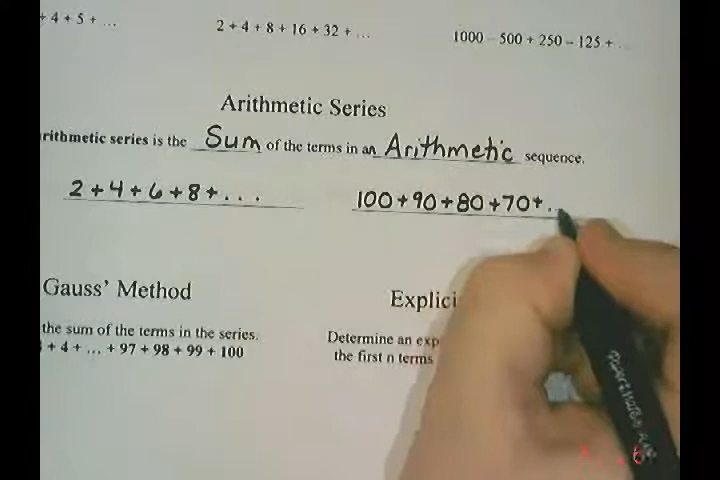 + 4 + 5 + ...
2 + 4 + 8 + 16 + 32 + ...
1000 - 500 + 250 - 125 + ...
Arithmetic Series
rithmetic series is the Sum of the terms in an Arithmetic sequence.
2 + 4 + 6 + 8 + . . .
100 + 90 + 80 + 70 + . .
Gauss' Method
Explici
the sum of the terms in the series.
+ 4 + ... + 97 + 98 + 99 + 100
Determine an exp
the first n terms